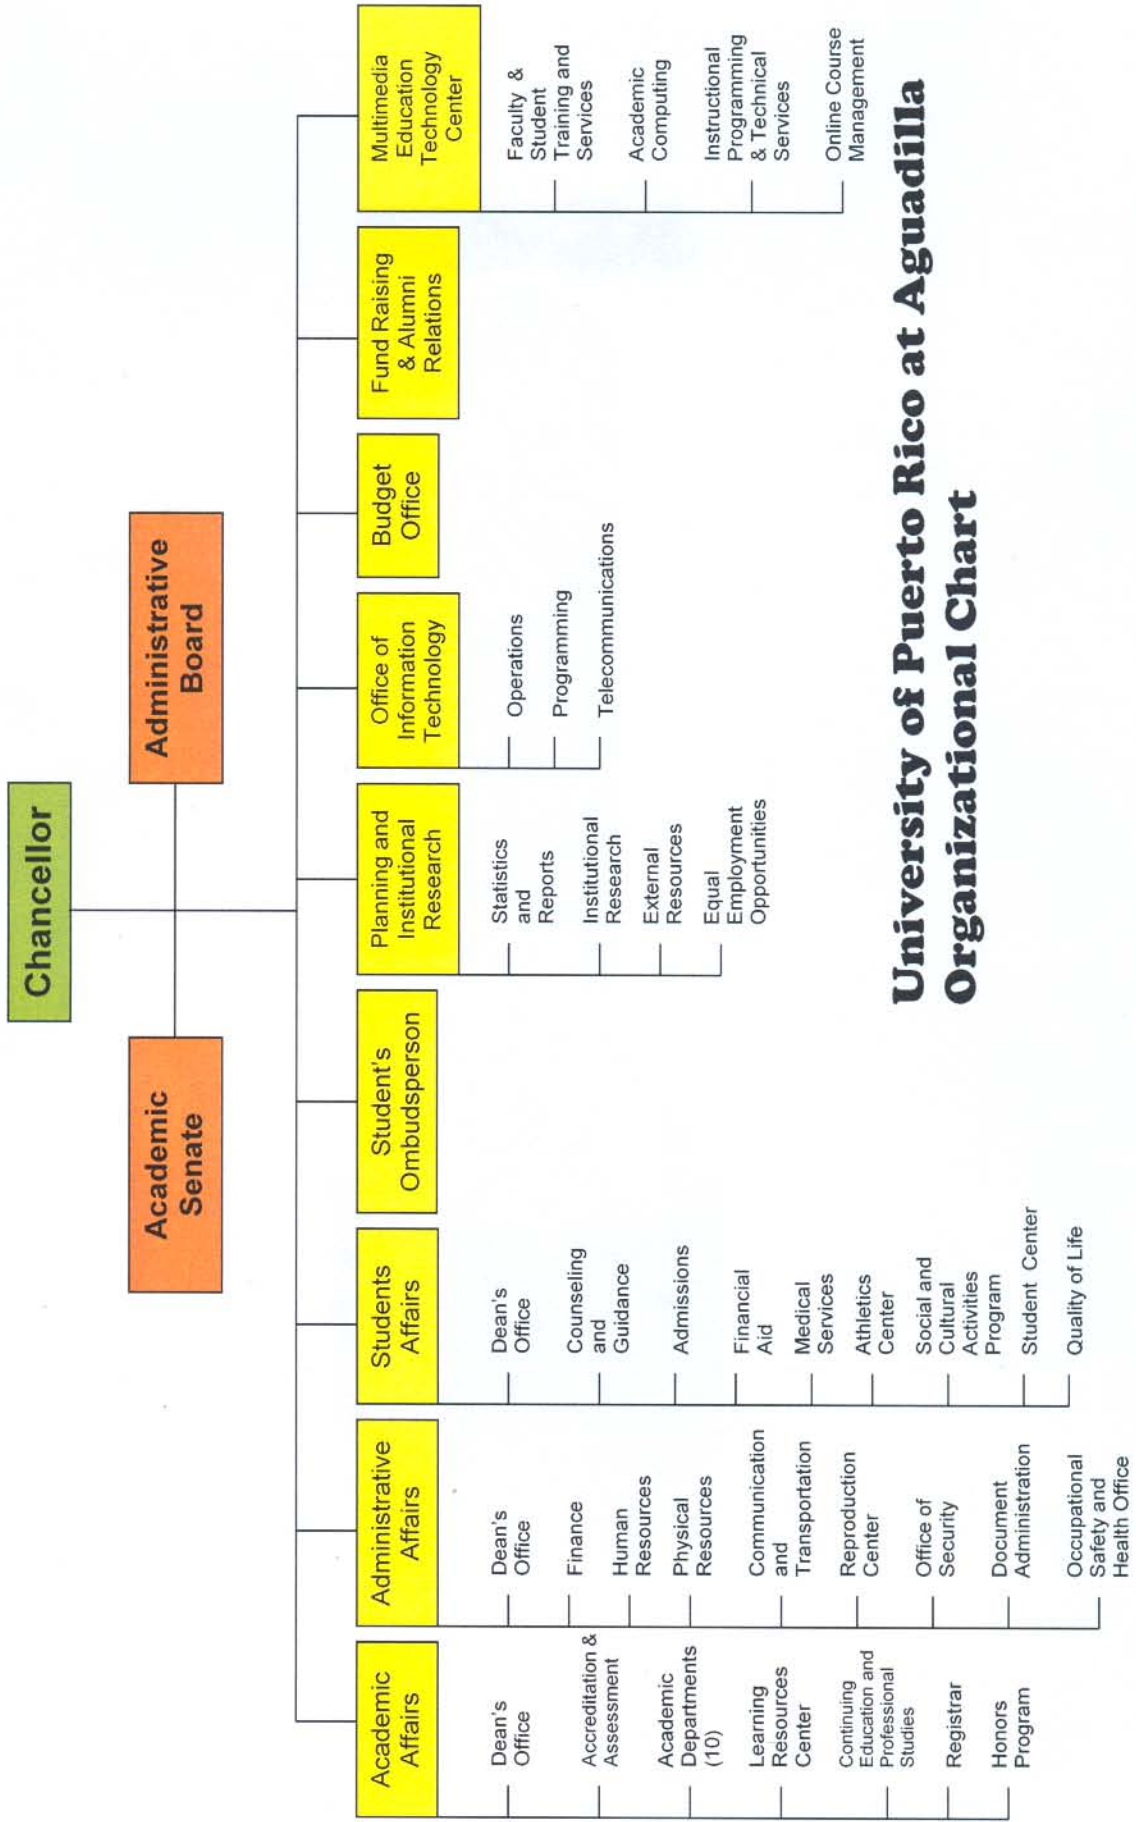 Chancellor
Academic
Senate
Administrative
Board
Academic
Affairs
Dean's
Office
Accreditation &
Assessment
Academic
Departments
(10)
Learning
Resources
Center
Continuing
Education and
Professional
Studies
Registrar
Honors
Program
Administrative
Affairs
Dean's
Office
Finance
Human
Resources
Physical
Resources
Communication
and
Transportation
Reproduction
Center
Office of
Security
Document
Administration
Occupational
Safety and
Health Office
Students
Affairs
Dean's
Office
Counseling
and
Guidance
Admissions
Financial
Aid
Medical
Services
Athletics
Center
Social and
Cultural
Activities
Program
Student Center
Quality of Life
Student's
Ombudsperson
Planning and
Institutional
Research
Statistics
and
Reports
Institutional
Research
External
Resources
Equal
Employment
Opportunities
Office of
Information
Technology
Operations
Programming
Telecommunications
Budget
Office
Fund Raising
& Alumni
Relations
Multimedia
Education
Technology
Center
Faculty &
Student
Training and
Services
Academic
Computing
Instructional
Programming
& Technical
Services
Online Course
Management
University of Puerto Rico at Aguadilla
Organizational Chart